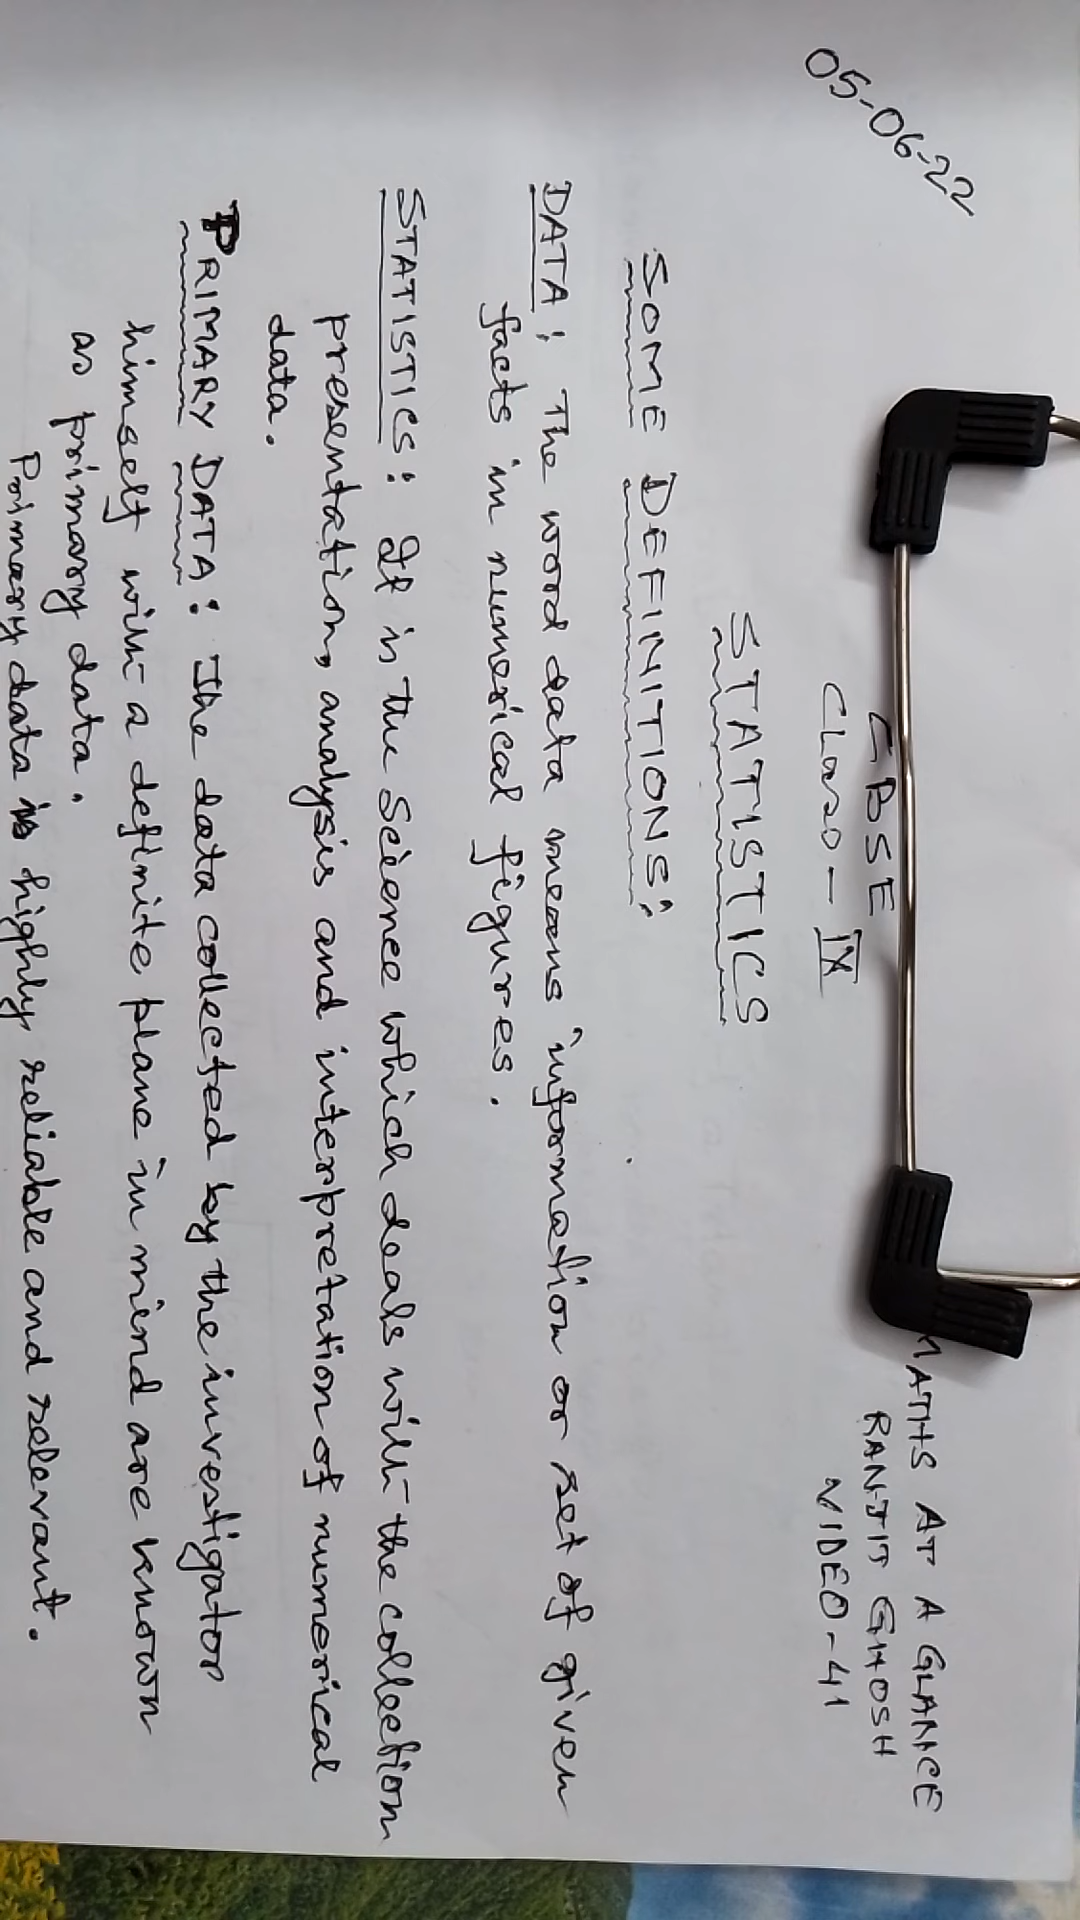 05-06-22
CBSE
MATHS AT A GLANCE
RANJIT GHOSH
Class - IX
VIDEO-41
STATISTICS
SOME DEFINITIONS:
DATA: The word data means information or set of given
facts in numerical figures.
STATISTICS: It is the Science which deals with the collection
presentation, analysis and interpretation of numerical
data.
PRIMARY DATA: The data collected by the investigator
himself with a definite plane in mind are known
as primary data.
Primary data is highly reliable and relevant.